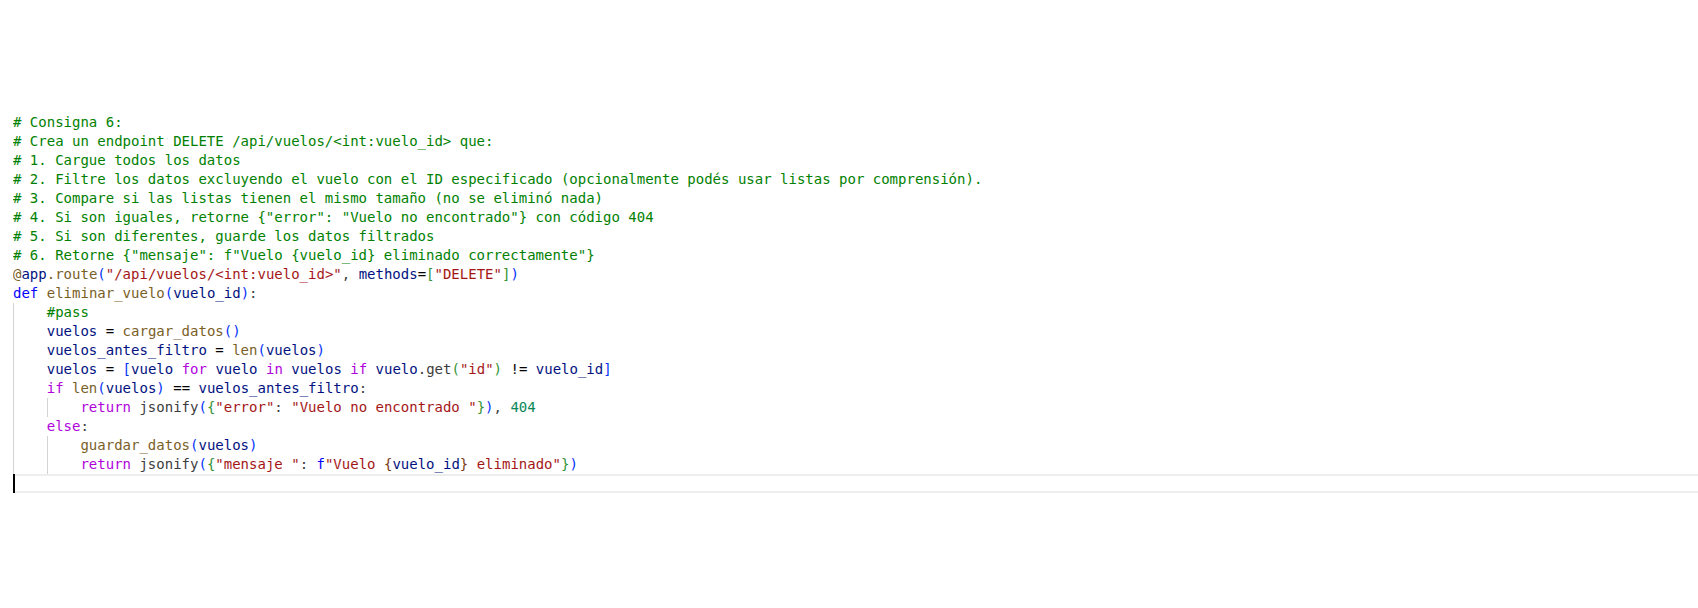 # Consigna 6:
# Crea un endpoint DELETE /api/vuelos/<int:vuelo_id> que:
# 1. Cargue todos los datos
# 2. Filtre los datos excluyendo el vuelo con el ID especificado (opcionalmente podés usar listas por comprensión).
# 3. Compare si las listas tienen el mismo tamaño (no se eliminó nada)
# 4. Si son iguales, retorne {"error": "Vuelo no encontrado"} con código 404
# 5. Si son diferentes, guarde los datos filtrados
# 6. Retorne {"mensaje": f"Vuelo {vuelo_id} eliminado correctamente"}
@app.route("/api/vuelos/<int:vuelo_id>", methods=["DELETE"])
def eliminar_vuelo(vuelo_id):
    #pass
    vuelos = cargar_datos()
    vuelos_antes_filtro = len(vuelos)
    vuelos = [vuelo for vuelo in vuelos if vuelo.get("id") != vuelo_id]
    if len(vuelos) == vuelos_antes_filtro:
        return jsonify({"error": "Vuelo no encontrado "}), 404
    else:
        guardar_datos(vuelos)
        return jsonify({"mensaje ": f"Vuelo {vuelo_id} eliminado"})